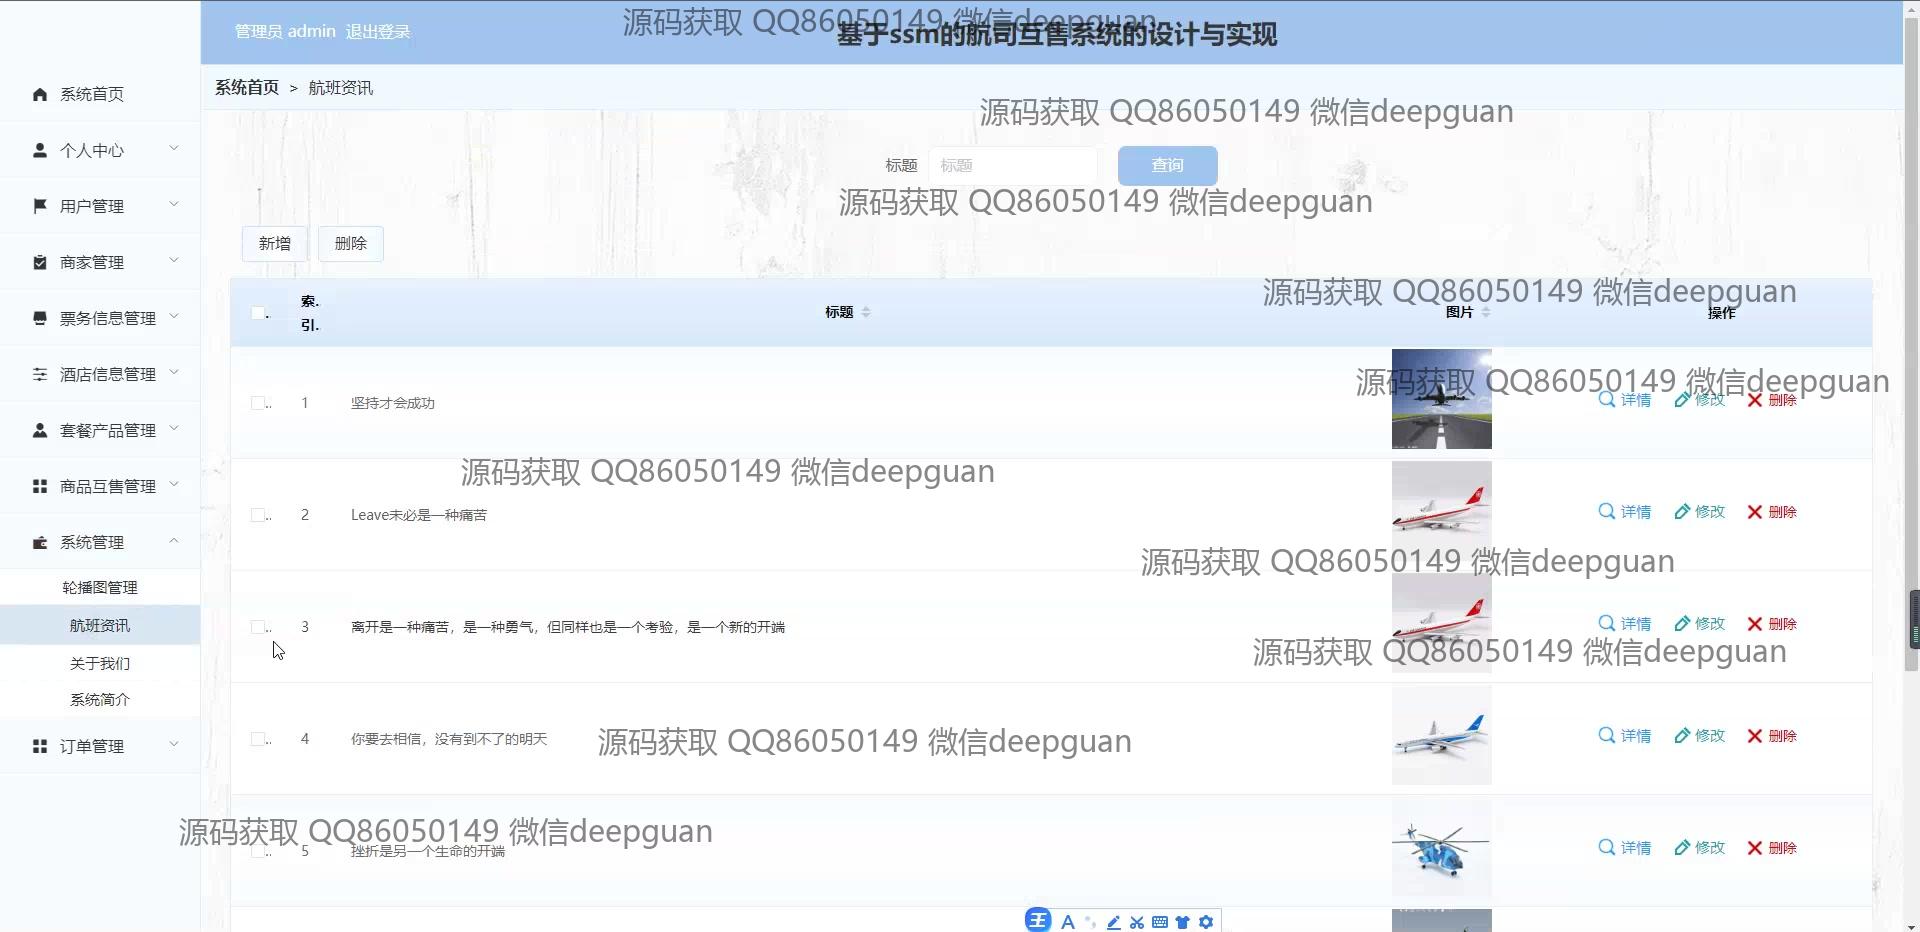 管理员 admin 退出登录
源码获取 QQ86050149 微信deepguan
基于ssm的航司互售系统的设计与实现
系统首页 > 航班资讯
源码获取 QQ86050149 微信deepguan
标题 标题 查询
源码获取 QQ86050149 微信deepguan
新增 删除
源码获取 QQ86050149 微信deepguan
索. 引. 标题 图片 操作
源码获取 QQ86050149 微信deepguan
1 坚持才会成功 详情 修改 删除
源码获取 QQ86050149 微信deepguan
2 Leave未必是一种痛苦 详情 修改 删除
源码获取 QQ86050149 微信deepguan
3 离开是一种痛苦，是一种勇气，但同样也是一个考验，是一个新的开端 详情 修改 删除
源码获取 QQ86050149 微信deepguan
4 你要去相信，没有到不了的明天 详情 修改 删除
源码获取 QQ86050149 微信deepguan
源码获取 QQ86050149 微信deepguan
5 挫折是另一个生命的开端 详情 修改 删除
系统首页
个人中心
用户管理
商家管理
票务信息管理
酒店信息管理
套餐产品管理
商品互售管理
系统管理
轮播图管理
航班资讯
关于我们
系统简介
订单管理
王 A